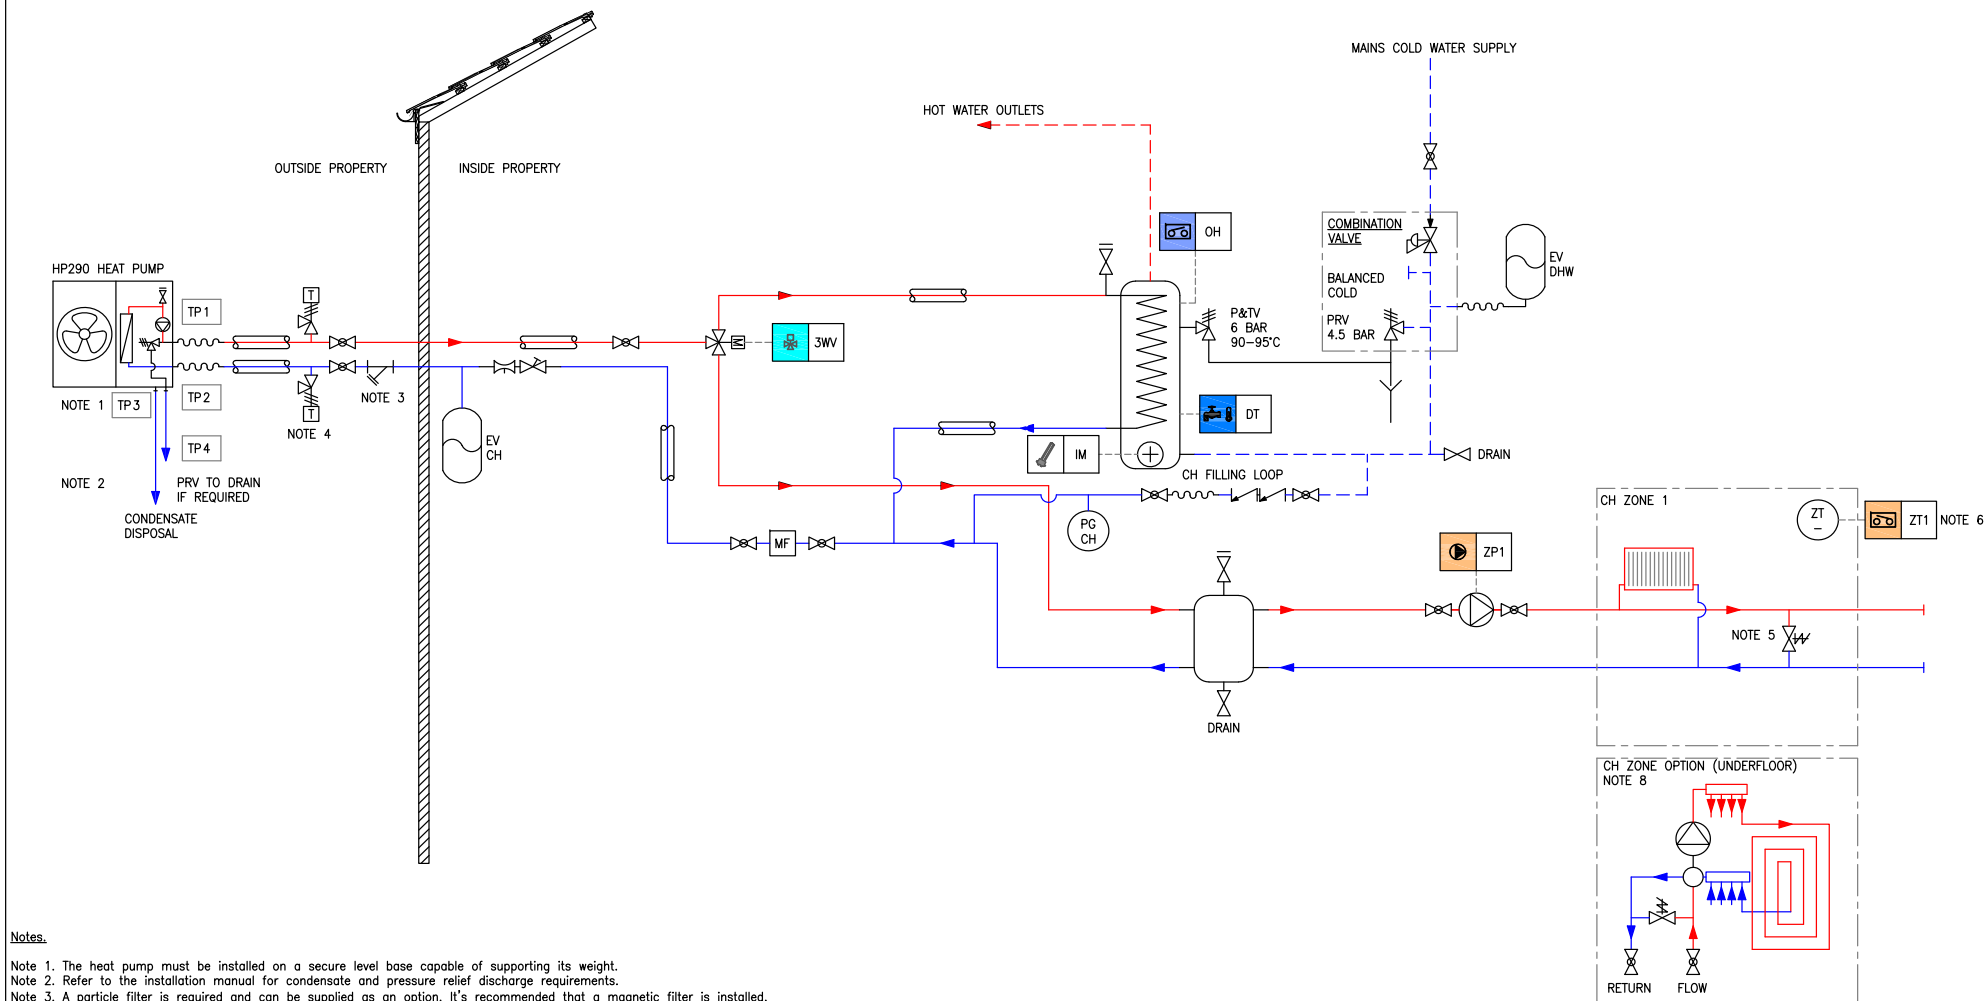 MAINS COLD WATER SUPPLY
HOT WATER OUTLETS
OUTSIDE PROPERTY
INSIDE PROPERTY
OH
COMBINATION
VALVE
BALANCED
COLD
PRV
4.5 BAR
EV
DHW
HP290 HEAT PUMP
TP1
T
P&TV
6 BAR
90-95°C
M
3WV
TP2
NOTE 1
TP3
NOTE 3
T
NOTE 4
TP4
EV
CH
DT
IM
DRAIN
NOTE 2
PRV TO DRAIN
IF REQUIRED
CONDENSATE
DISPOSAL
CH FILLING LOOP
PG
CH
MF
CH ZONE 1
ZT
–
ZT1
NOTE 6
ZP1
NOTE 5
DRAIN
CH ZONE OPTION (UNDERFLOOR)
NOTE 8
RETURN
FLOW
Notes.
Note 1. The heat pump must be installed on a secure level base capable of supporting its weight.
Note 2. Refer to the installation manual for condensate and pressure relief discharge requirements.
Note 3. A particle filter is required and can be supplied as an option. It's recommended that a magnetic filter is installed.